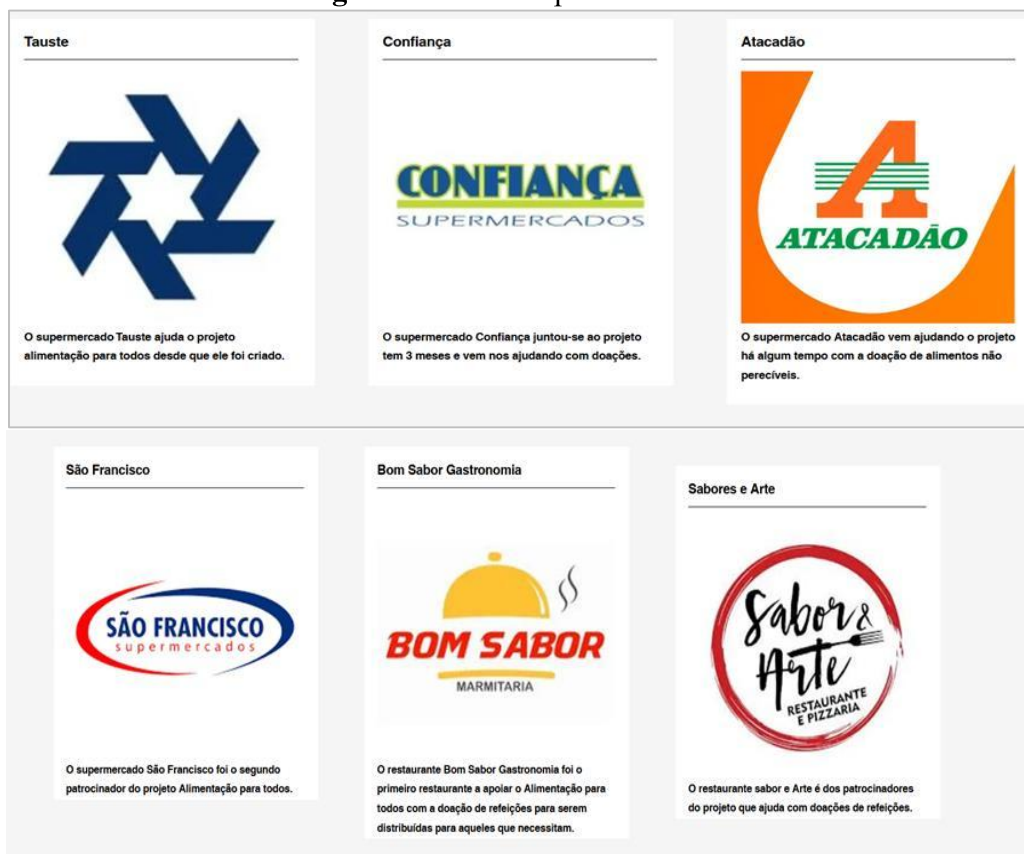 Tauste
Confiança
Atacadão
CONFIANÇA
SUPERMERCADOS
A
ATACADÃO
O supermercado Tauste ajuda o projeto
alimentação para todos desde que ele foi criado.
O supermercado Confiança juntou-se ao projeto
tem 3 meses e vem nos ajudando com doações.
O supermercado Atacadão vem ajudando o projeto
há algum tempo com a doação de alimentos não
perecíveis.
São Francisco
Bom Sabor Gastronomia
Sabores e Arte
SÃO FRANCISCO
supermercados
BOM SABOR
MARMITARIA
Sabor &
Arte
RESTAURANTE
E PIZZARIA
O supermercado São Francisco foi o segundo
patrocinador do projeto Alimentação para todos.
O restaurante Bom Sabor Gastronomia foi o
primeiro restaurante a apoiar o Alimentação para
todos com a doação de refeições para serem
distribuídas para aqueles que necessitam.
O restaurante sabor e Arte é dos patrocinadores
do projeto que ajuda com doações de refeições.